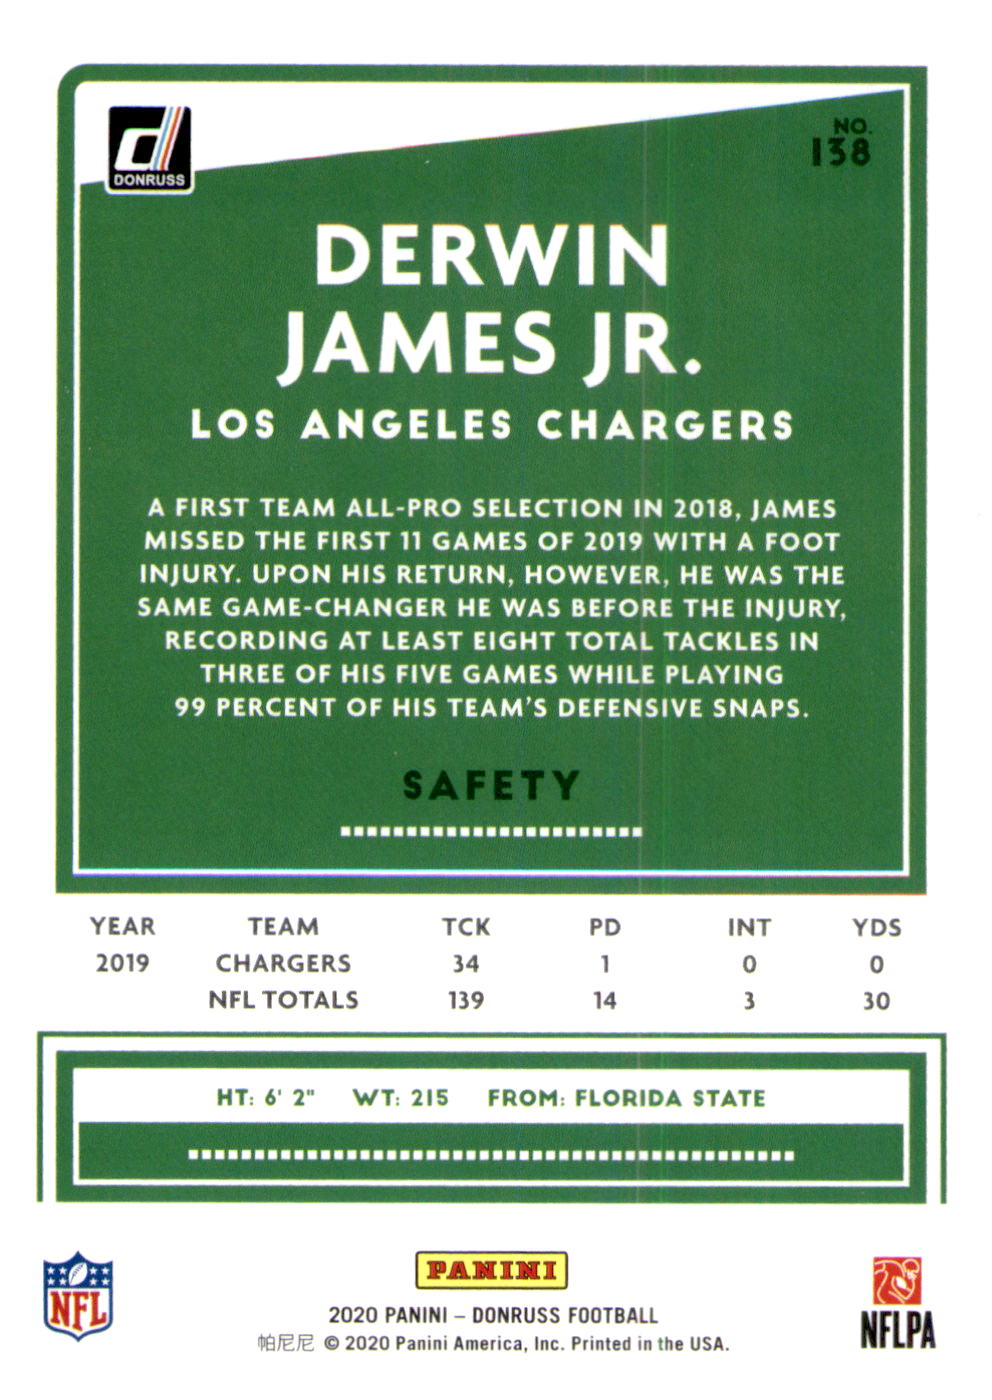 DONRUSS
NO.
138
DERWIN
JAMES JR.
LOS ANGELES CHARGERS
A FIRST TEAM ALL-PRO SELECTION IN 2018, JAMES
MISSED THE FIRST 11 GAMES OF 2019 WITH A FOOT
INJURY. UPON HIS RETURN, HOWEVER, HE WAS THE
SAME GAME-CHANGER HE WAS BEFORE THE INJURY,
RECORDING AT LEAST EIGHT TOTAL TACKLES IN
THREE OF HIS FIVE GAMES WHILE PLAYING
99 PERCENT OF HIS TEAM'S DEFENSIVE SNAPS.
SAFETY
YEAR TEAM TCK PD INT YDS
2019 CHARGERS 34 1 0 0
NFL TOTALS 139 14 3 30
HT: 6' 2" WT: 215 FROM: FLORIDA STATE
NFL
PANINI
2020 PANINI – DONRUSS FOOTBALL
帕尼尼 © 2020 Panini America, Inc. Printed in the USA.
NFLPA